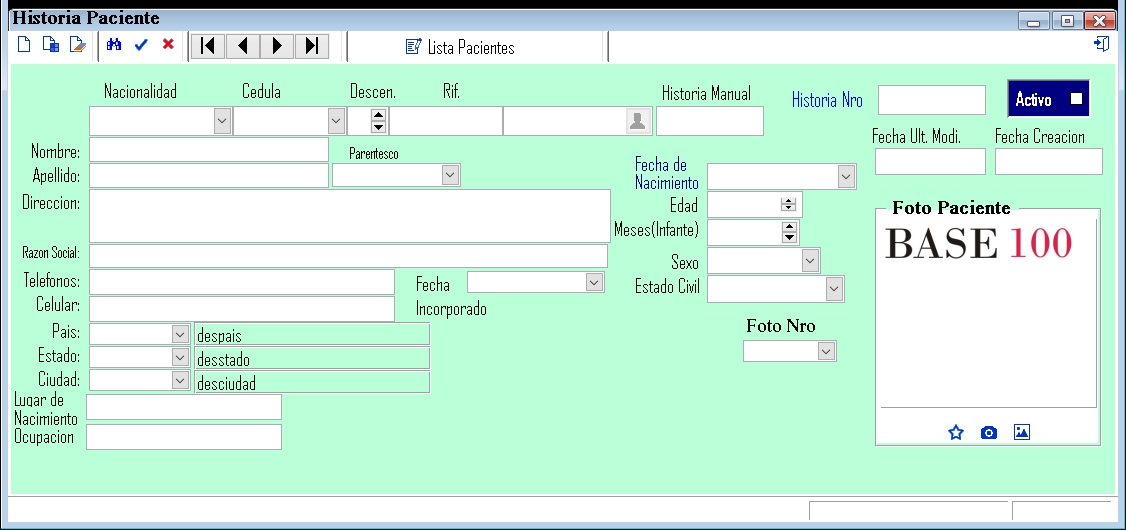 Historia Paciente
Lista Pacientes
Nacionalidad Cedula Descen. Rif. Historia Manual Historia Nro Activo
Fecha Ult. Modi. Fecha Creacion
Nombre: Parentesco
Apellido: Fecha de Nacimiento
Direccion: Edad
Foto Paciente
Meses(Infante)
BASE 100
Razon Social: Sexo
Telefonos: Fecha Incorporado Estado Civil
Celular:
Pais: despais Foto Nro
Estado: desstado
Ciudad: desciudad
Lugar de
Nacimiento
Ocupacion